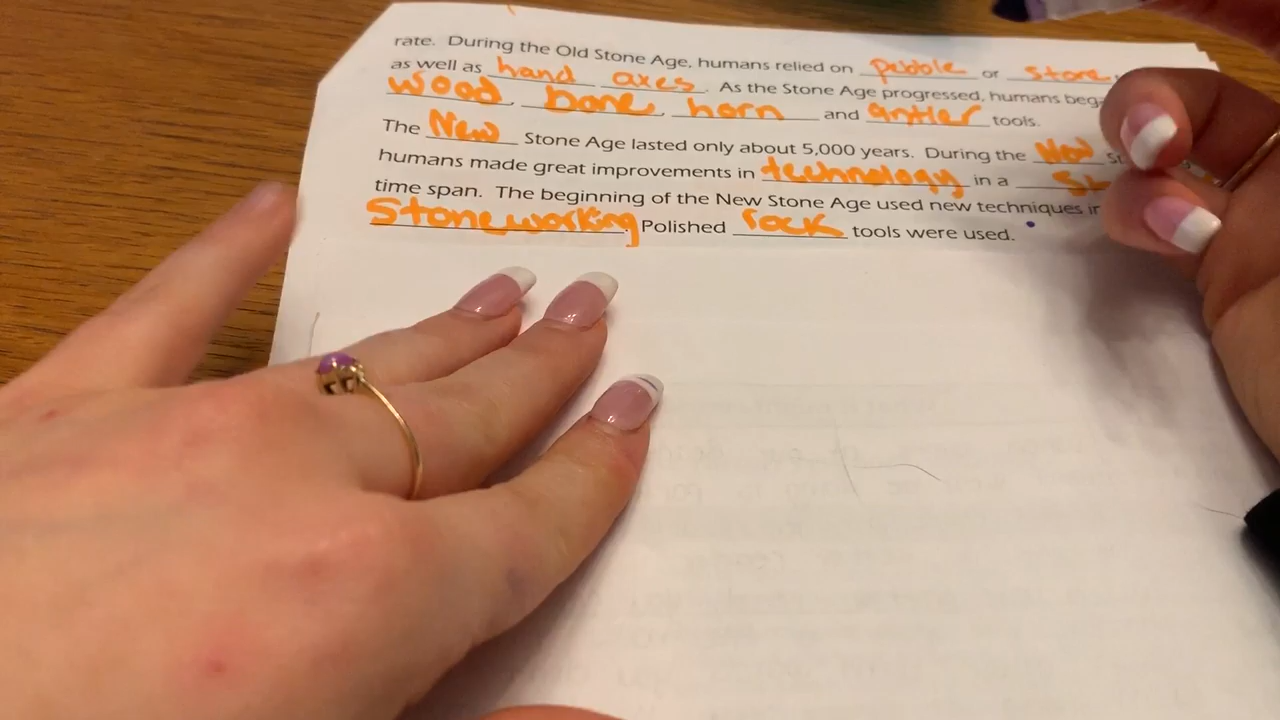 rate. During the Old Stone Age, humans relied on pebble or stone
as well as hand axes. As the Stone Age progressed, humans beg
wood, bone, horn and antler tools.
The New Stone Age lasted only about 5,000 years. During the New St
humans made great improvements in technology in a
time span. The beginning of the New Stone Age used new techniques in
Stoneworking. Polished rock tools were used.